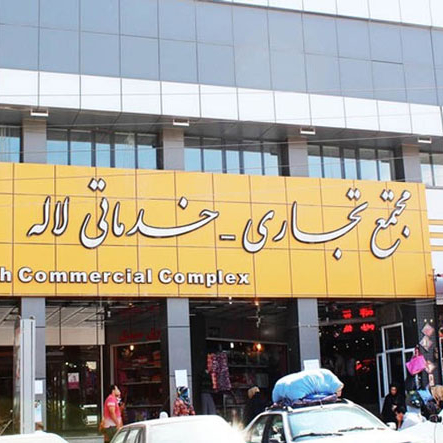 مجتمع تجاری - خدماتی لاله
h Commercial Complex